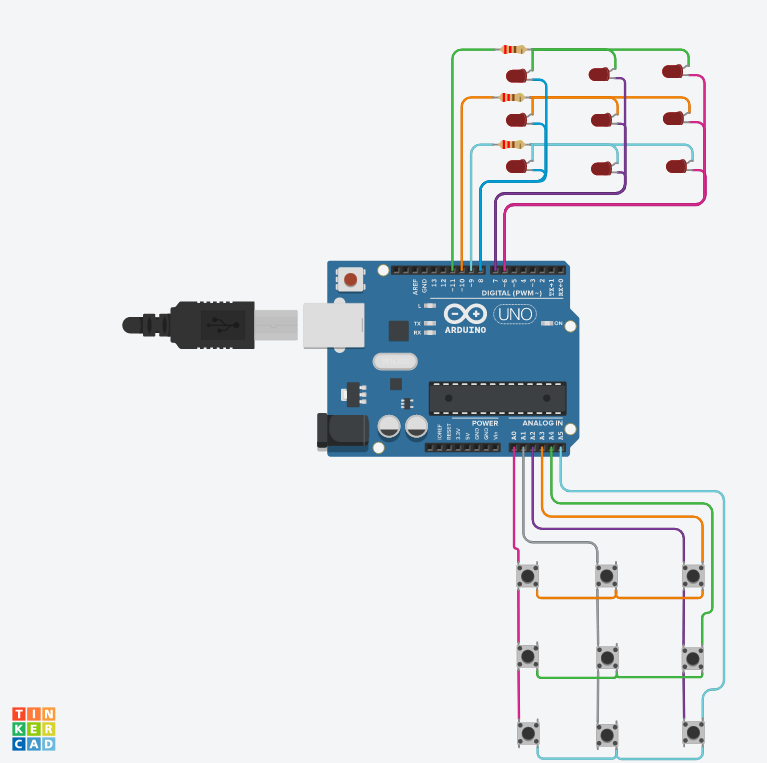 AREF
GND
13
12
~11
~10
~9
8
7
~6
~5
4
~3
2
TX→1
RX←0
DIGITAL (PWM~)
L
TX
RX
ARDUINO
UNO
ON
POWER
ANALOG IN
IOREF
RESET
3.3V
5V
GND
GND
Vin
A0
A1
A2
A3
A4
A5
TIN
KER
CAD